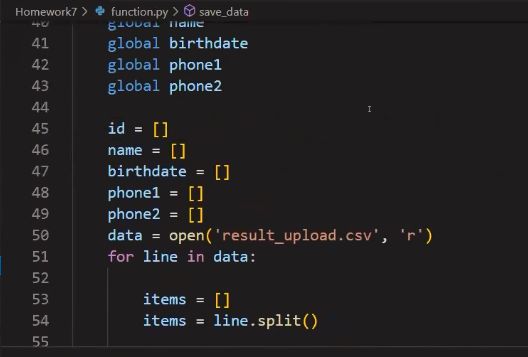 Homework7 > function.py > save_data
40 global name
41 global birthdate
42 global phone1
43 global phone2
44
45 id = []
46 name = []
47 birthdate = []
48 phone1 = []
49 phone2 = []
50 data = open('result_upload.csv', 'r')
51 for line in data:
52
53 items = []
54 items = line.split()
55